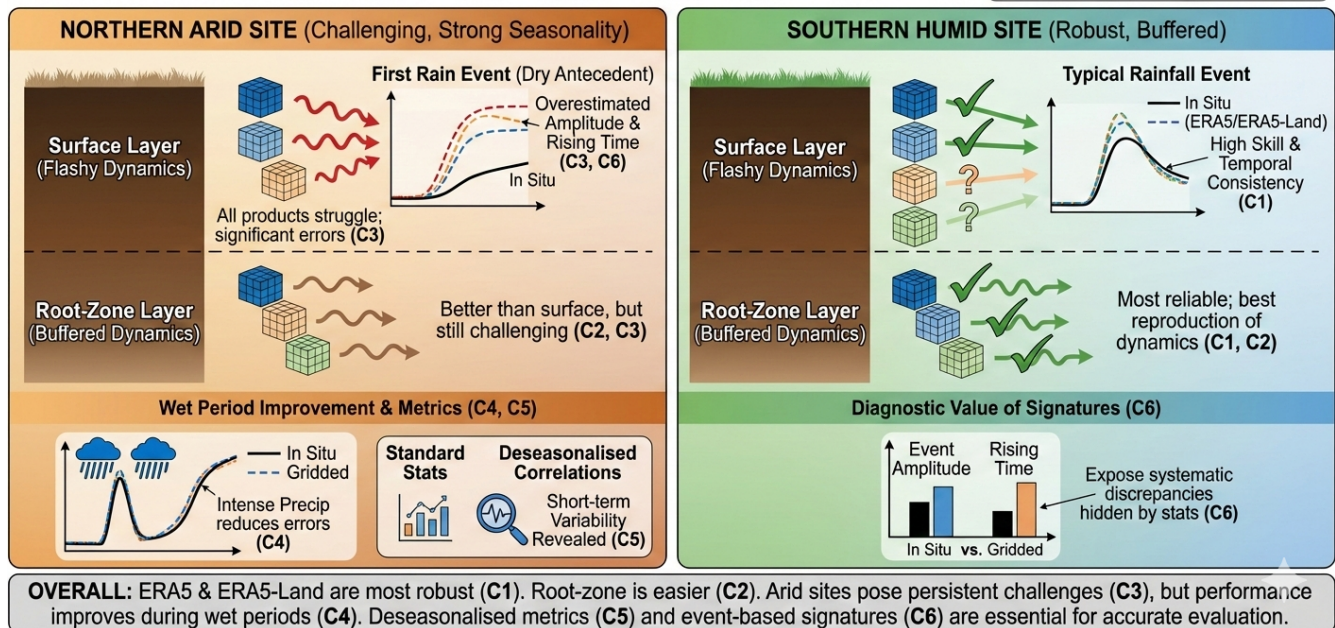 NORTHERN ARID SITE (Challenging, Strong Seasonality)
Surface Layer
(Flashy Dynamics)
All products struggle;
significant errors (C3)
First Rain Event (Dry Antecedent)
Overestimated
Amplitude &
Rising Time
(C3, C6)
In Situ
Root-Zone Layer
(Buffered Dynamics)
Better than surface, but
still challenging (C2, C3)
Wet Period Improvement & Metrics (C4, C5)
In Situ
Gridded
Intense Precip
reduces errors
(C4)
Standard
Stats
Deseasonalised
Correlations
Short-term
Variability
Revealed (C5)
SOUTHERN HUMID SITE (Robust, Buffered)
Surface Layer
(Flashy Dynamics)
?
?
Typical Rainfall Event
In Situ
(ERA5/ERA5-Land)
High Skill &
Temporal
Consistency
(C1)
Root-Zone Layer
(Buffered Dynamics)
Most reliable; best
reproduction of
dynamics (C1, C2)
Diagnostic Value of Signatures (C6)
Event
Amplitude
Rising
Time
In Situ vs. Gridded
Expose systematic
discrepancies
hidden by stats (C6)
OVERALL: ERA5 & ERA5-Land are most robust (C1). Root-zone is easier (C2). Arid sites pose persistent challenges (C3), but performance
improves during wet periods (C4). Deseasonalised metrics (C5) and event-based signatures (C6) are essential for accurate evaluation.